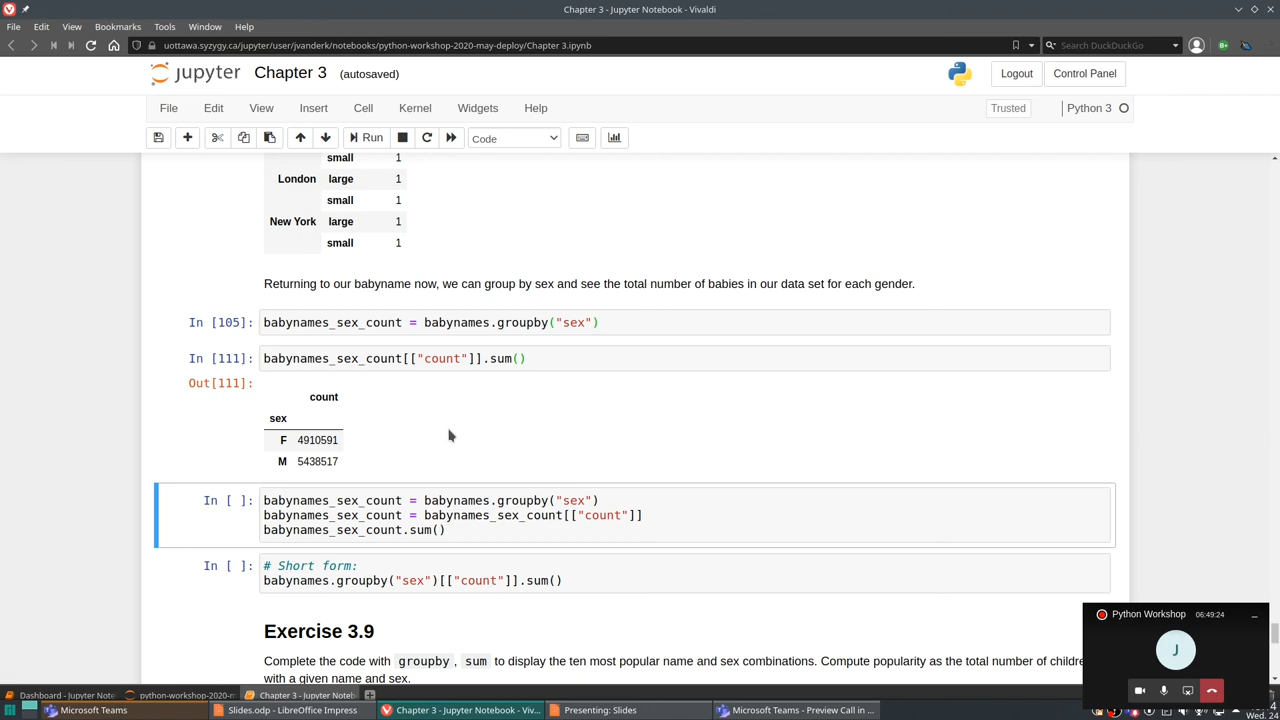 Chapter 3 - Jupyter Notebook - Vivaldi
File Edit View Bookmarks Tools Window Help
uottawa.syzygy.ca/jupyter/user/jvanderk/notebooks/python-workshop-2020-may-deploy/Chapter 3.ipynb
Search DuckDuckGo
jupyter Chapter 3 (autosaved)
Logout Control Panel
File Edit View Insert Cell Kernel Widgets Help
Trusted Python 3
Run Code
small 1
London large 1
small 1
New York large 1
small 1
Returning to our babyname now, we can group by sex and see the total number of babies in our data set for each gender.
In [105]: babynames_sex_count = babynames.groupby("sex")
In [111]: babynames_sex_count[["count"]].sum()
Out[111]:
count
sex
F 4910591
M 5438517
In [ ]: babynames_sex_count = babynames.groupby("sex")
babynames_sex_count = babynames_sex_count[["count"]]
babynames_sex_count.sum()
In [ ]: # Short form:
babynames.groupby("sex")[["count"]].sum()
Exercise 3.9
Complete the code with groupby, sum to display the ten most popular name and sex combinations. Compute popularity as the total number of childre
with a given name and sex.
Python Workshop 06:49:24
J
Dashboard - Jupyter Note python-workshop-2020-m Chapter 3 - Jupyter Noteb
Microsoft Teams Slides.odp - LibreOffice Impress Chapter 3 - Jupyter Notebook - Viv... Presenting: Slides Microsoft Teams - Preview Call in ...
Wed. 24